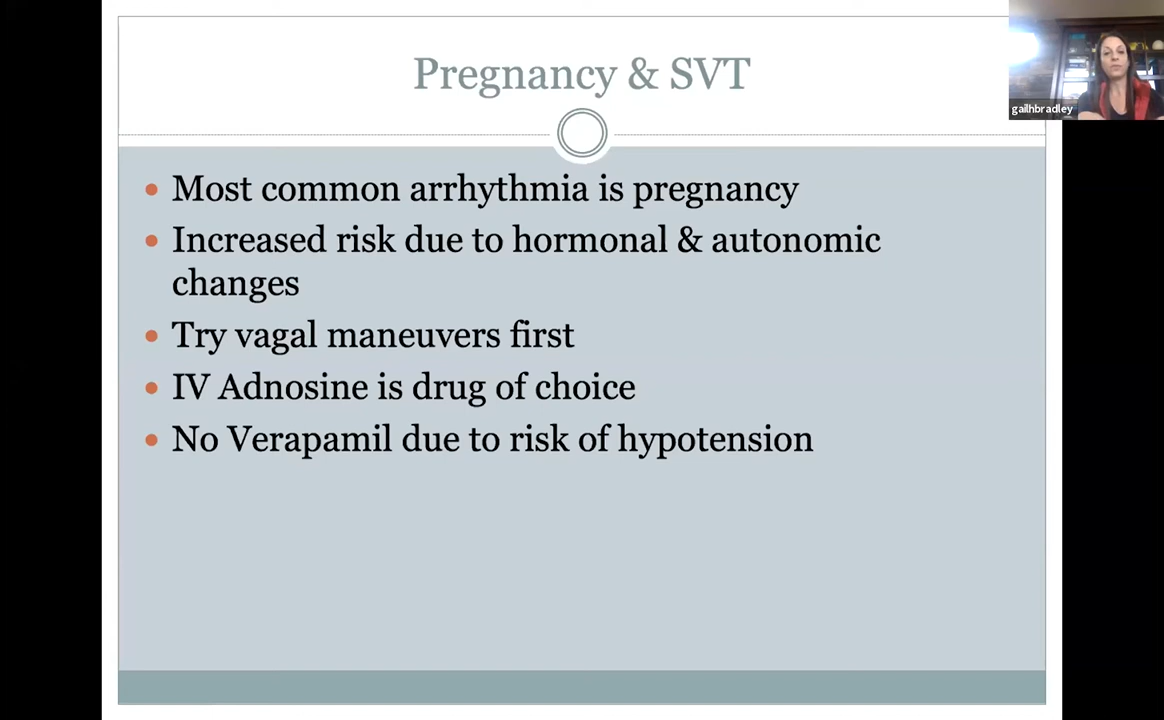 Pregnancy & SVT
gailhbradley
Most common arrhythmia is pregnancy
Increased risk due to hormonal & autonomic
changes
Try vagal maneuvers first
IV Adnosine is drug of choice
No Verapamil due to risk of hypotension